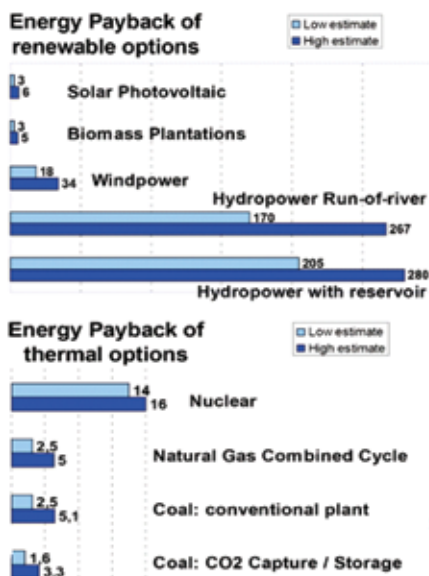 Energy Payback of
renewable options
Low estimate
High estimate
3
6
Solar Photovoltaic
3
5
Biomass Plantations
18
34
Windpower
Hydropower Run-of-river
170
267
205
280
Hydropower with reservoir
Energy Payback of
thermal options
Low estimate
High estimate
14
16
Nuclear
2,5
5
Natural Gas Combined Cycle
2,5
5,1
Coal: conventional plant
1,6
3,3
Coal: CO2 Capture / Storage